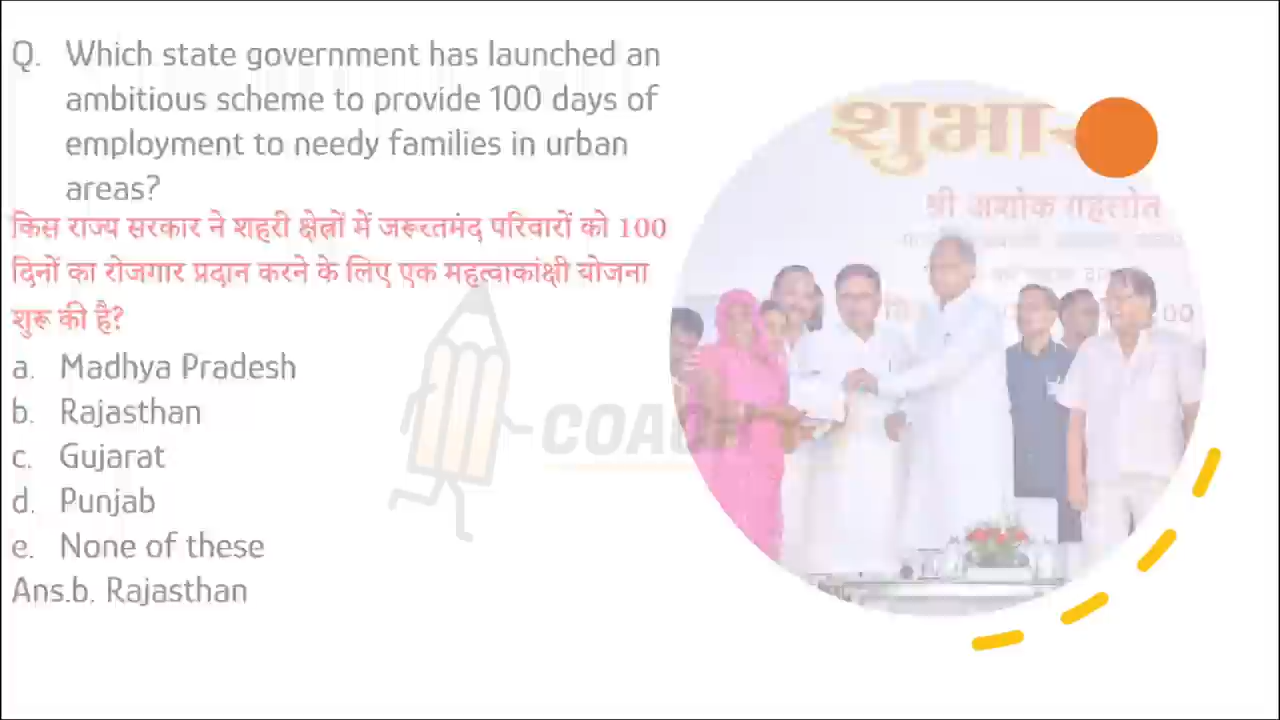 Q. Which state government has launched an
ambitious scheme to provide 100 days of
employment to needy families in urban
areas?
किस राज्य सरकार ने शहरी क्षेत्रों में जरूरतमंद परिवारों को 100
दिनों का रोजगार प्रदान करने के लिए एक महत्वाकांक्षी योजना
शुरू की है?
a. Madhya Pradesh
b. Rajasthan
c. Gujarat
d. Punjab
e. None of these
Ans.b. Rajasthan
COACH
शुभा
श्री अशोक गहलोत